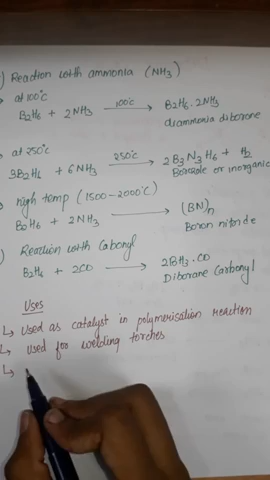 ) Reaction with ammonia (NH3)
at 100°C
B2H6 + 2NH3 100°C → B2H6.2NH3
diammonia diborone
at 250°C
3B2H6 + 6NH3 250°C → 2B3N3H6 + H2
Borozole or inorganic
High temp (1500-2000°C)
B2H6 + 2NH3 → (BN)n
Boron nitride
) Reaction with Carbonyl
B2H6 + 2CO → 2BH3.CO
Diborane Carbonyl
Uses
↳ Used as catalyst in polymerisation reaction
↳ Used for welding torches
↳